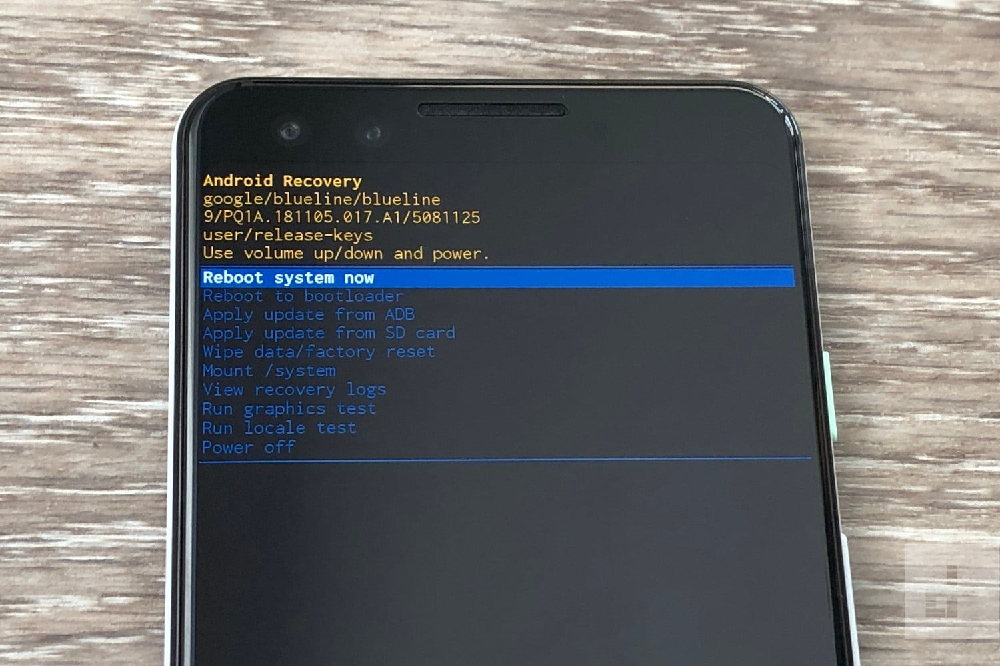 Android Recovery
google/blueline/blueline
9/PQ1A.181105.017.A1/5081125
user/release-keys
Use volume up/down and power.
Reboot system now
Reboot to bootloader
Apply update from ADB
Apply update from SD card
Wipe data/factory reset
Mount /system
View recovery logs
Run graphics test
Run locale test
Power off